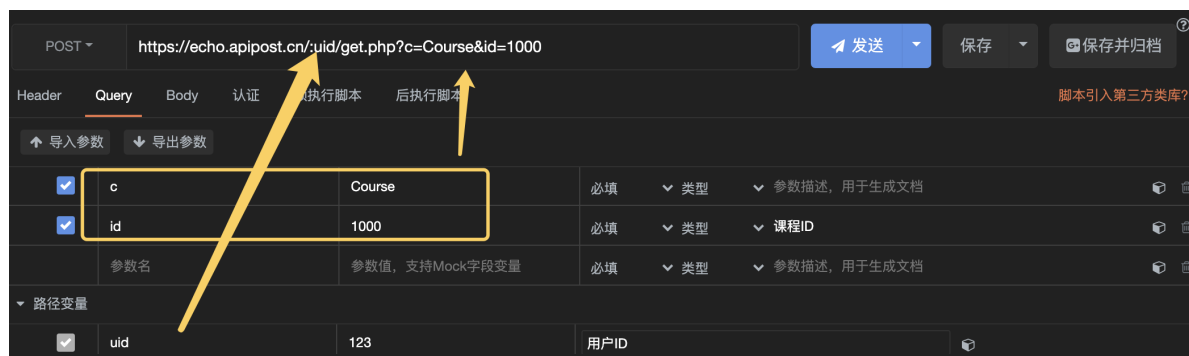 POST https://echo.apipost.cn/:uid/get.php?c=Course&id=1000 发送 保存 保存并归档
Header Query Body 认证 执行脚本 后执行脚本 脚本引入第三方类库?
导入参数 导出参数
c Course 必填 类型 参数描述，用于生成文档
id 1000 必填 类型 课程ID
参数名 参数值，支持Mock字段变量 必填 类型 参数描述，用于生成文档
路径变量
uid 123 用户ID